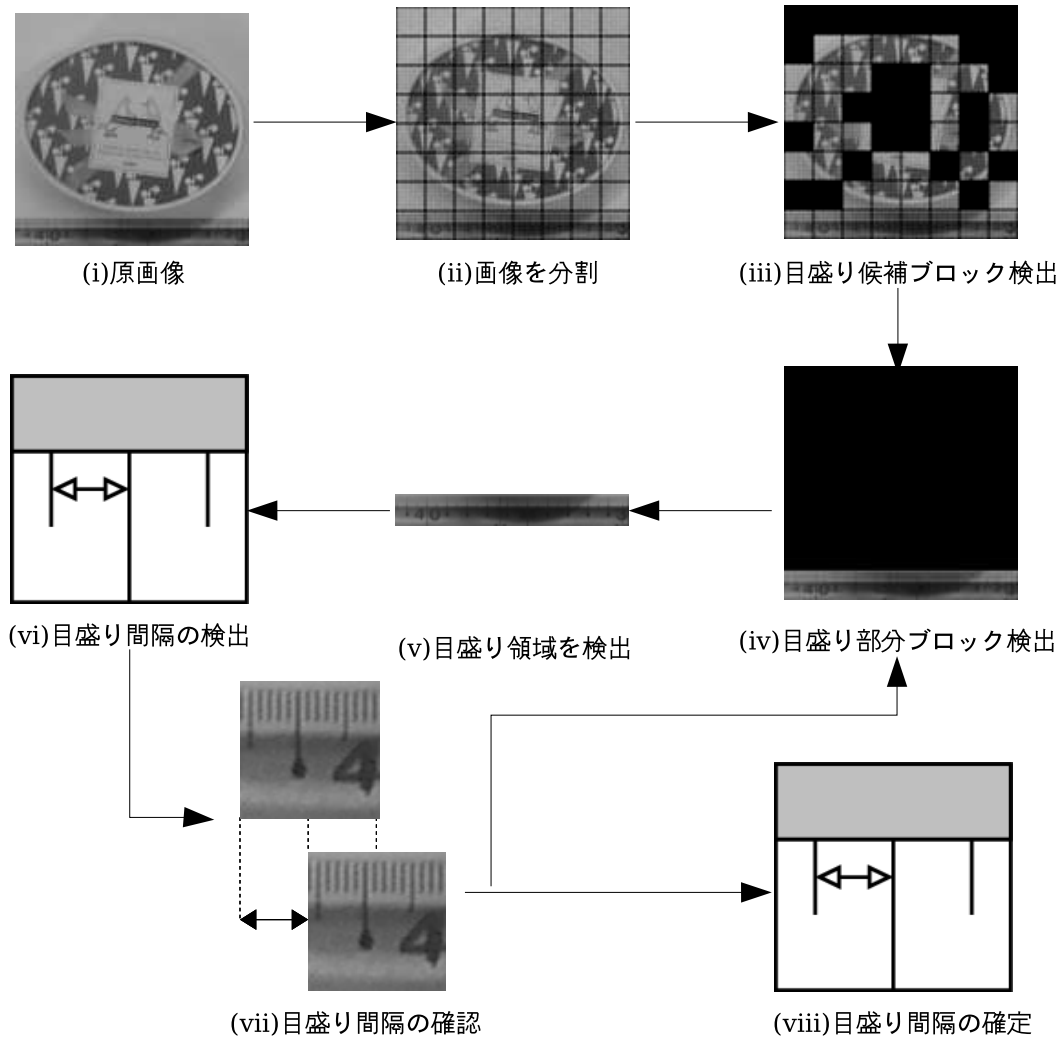 (i)原画像
(ii)画像を分割
(iii)目盛り候補ブロック検出
(iv)目盛り部分ブロック検出
(v)目盛り領域を検出
(vi)目盛り間隔の検出
4
4
(vii)目盛り間隔の確認
(viii)目盛り間隔の確定